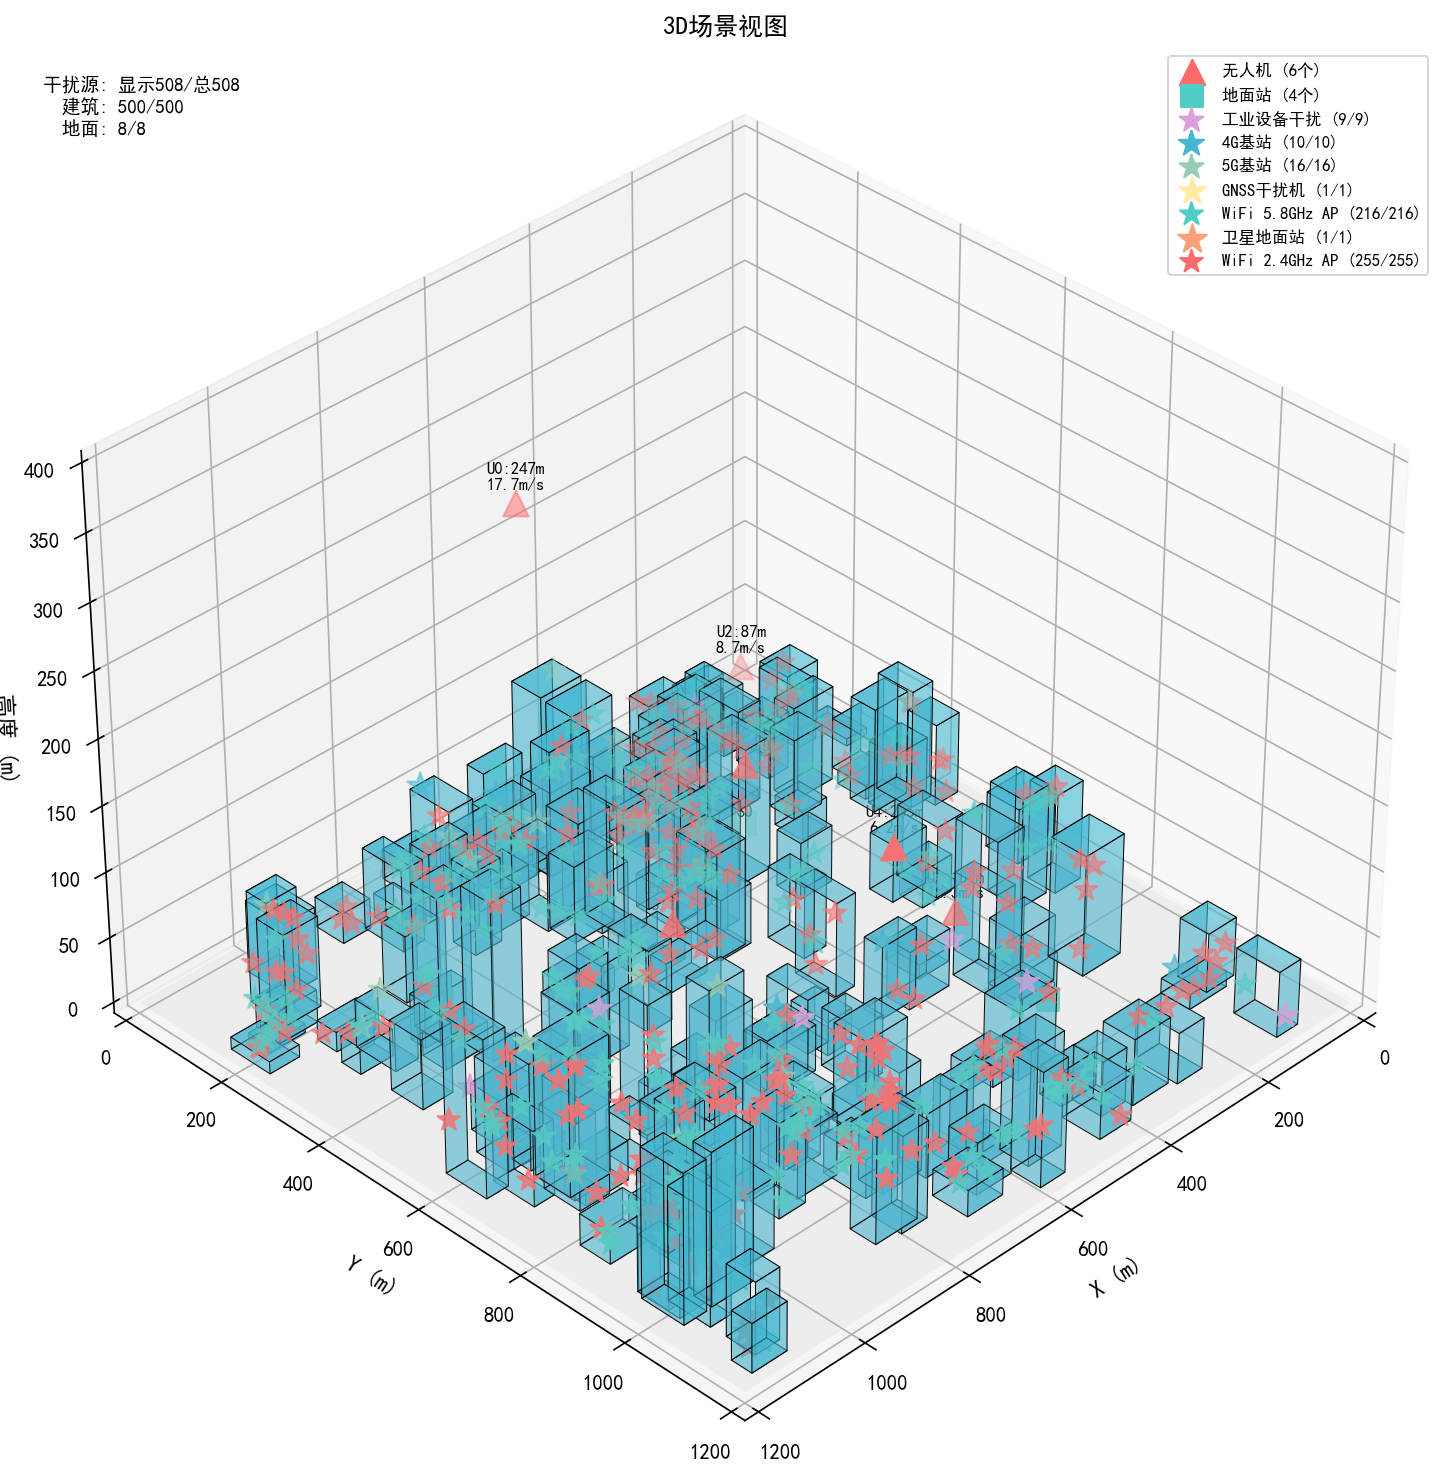 3D场景视图
干扰源: 显示508/总508
建筑: 500/500
地面: 8/8
无人机 (6个)
地面站 (4个)
工业设备干扰 (9/9)
4G基站 (10/10)
5G基站 (16/16)
GNSS干扰机 (1/1)
WiFi 5.8GHz AP (216/216)
卫星地面站 (1/1)
WiFi 2.4GHz AP (255/255)
U0:247m
17.7m/s
U2:87m
8.7m/s
400
350
300
250
200
150
100
50
0
高度 (m)
0
200
400
600
800
1000
1200
Y (m)
0
200
400
600
800
1000
1200
X (m)